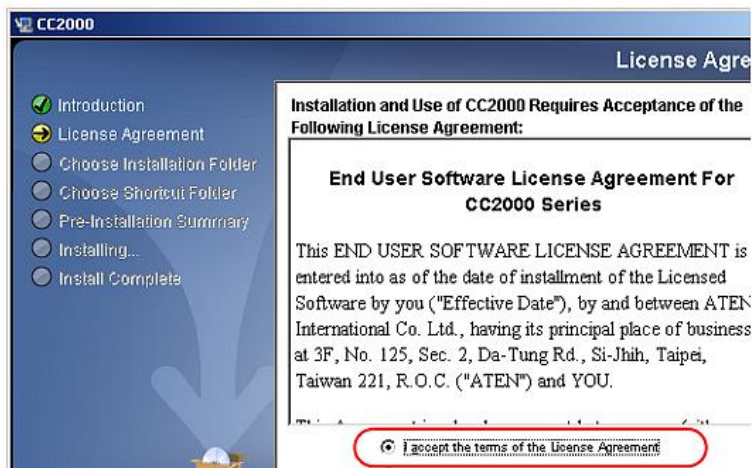 CC2000
License Agre
Introduction
License Agreement
Choose Installation Folder
Choose Shortcut Folder
Pre-Installation Summary
Installing...
Install Complete
Installation and Use of CC2000 Requires Acceptance of the
Following License Agreement:
End User Software License Agreement For
CC2000 Series
This END USER SOFTWARE LICENSE AGREEMENT is
entered into as of the date of installment of the Licensed
Software by you ("Effective Date"), by and between ATEN
International Co. Ltd., having its principal place of business
at 3F, No. 125, Sec. 2, Da-Tung Rd., Si-Jhih, Taipei,
Taiwan 221, R.O.C. ("ATEN") and YOU.
I accept the terms of the License Agreement